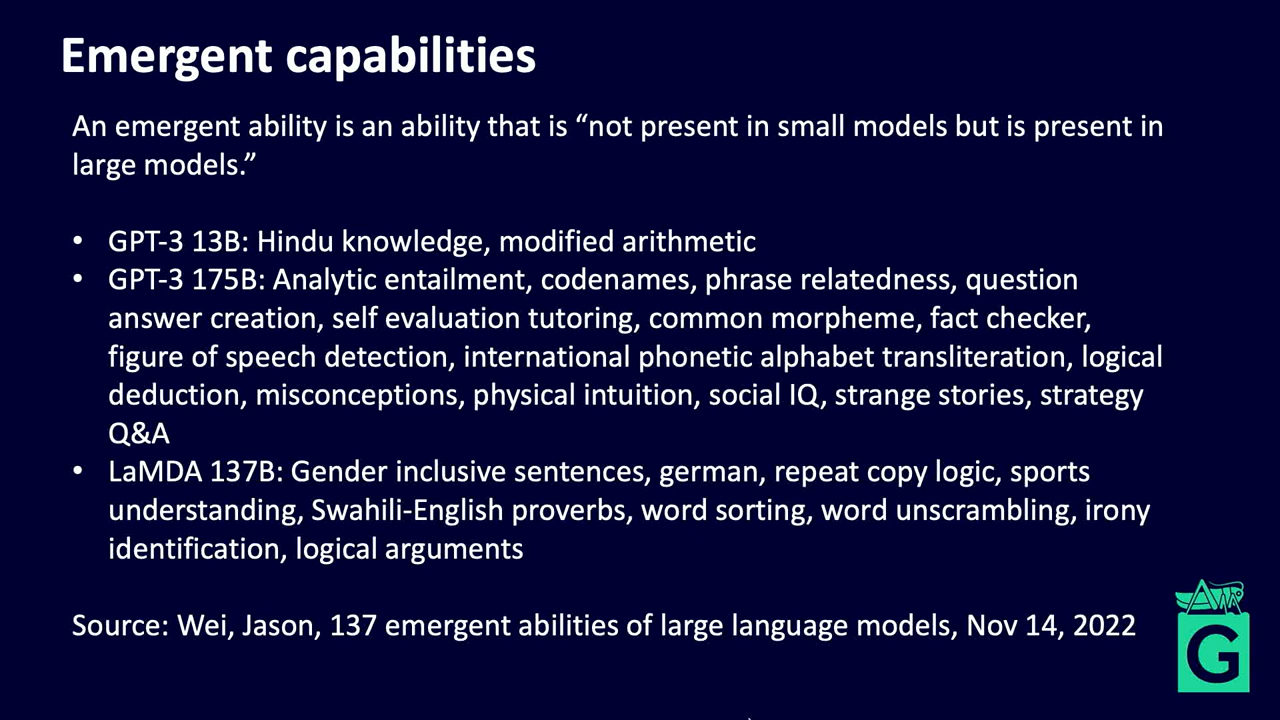 Emergent capabilities
An emergent ability is an ability that is “not present in small models but is present in
large models.”
• GPT-3 13B: Hindu knowledge, modified arithmetic
• GPT-3 175B: Analytic entailment, codenames, phrase relatedness, question
answer creation, self evaluation tutoring, common morpheme, fact checker,
figure of speech detection, international phonetic alphabet transliteration, logical
deduction, misconceptions, physical intuition, social IQ, strange stories, strategy
Q&A
• LaMDA 137B: Gender inclusive sentences, german, repeat copy logic, sports
understanding, Swahili-English proverbs, word sorting, word unscrambling, irony
identification, logical arguments
Source: Wei, Jason, 137 emergent abilities of large language models, Nov 14, 2022
G